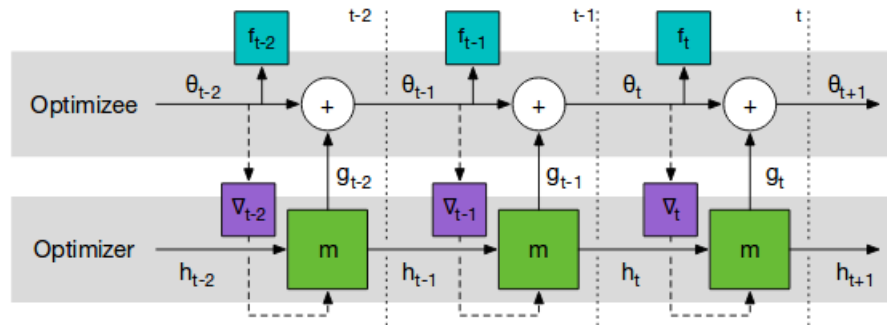 t-2 t-1 t
f_{t-2} f_{t-1} f_t
Optimizee θ_{t-2} + θ_{t-1} + θ_t + θ_{t+1}
g_{t-2} g_{t-1} g_t
∇_{t-2} ∇_{t-1} ∇_t
Optimizer m m m
h_{t-2} h_{t-1} h_t h_{t+1}